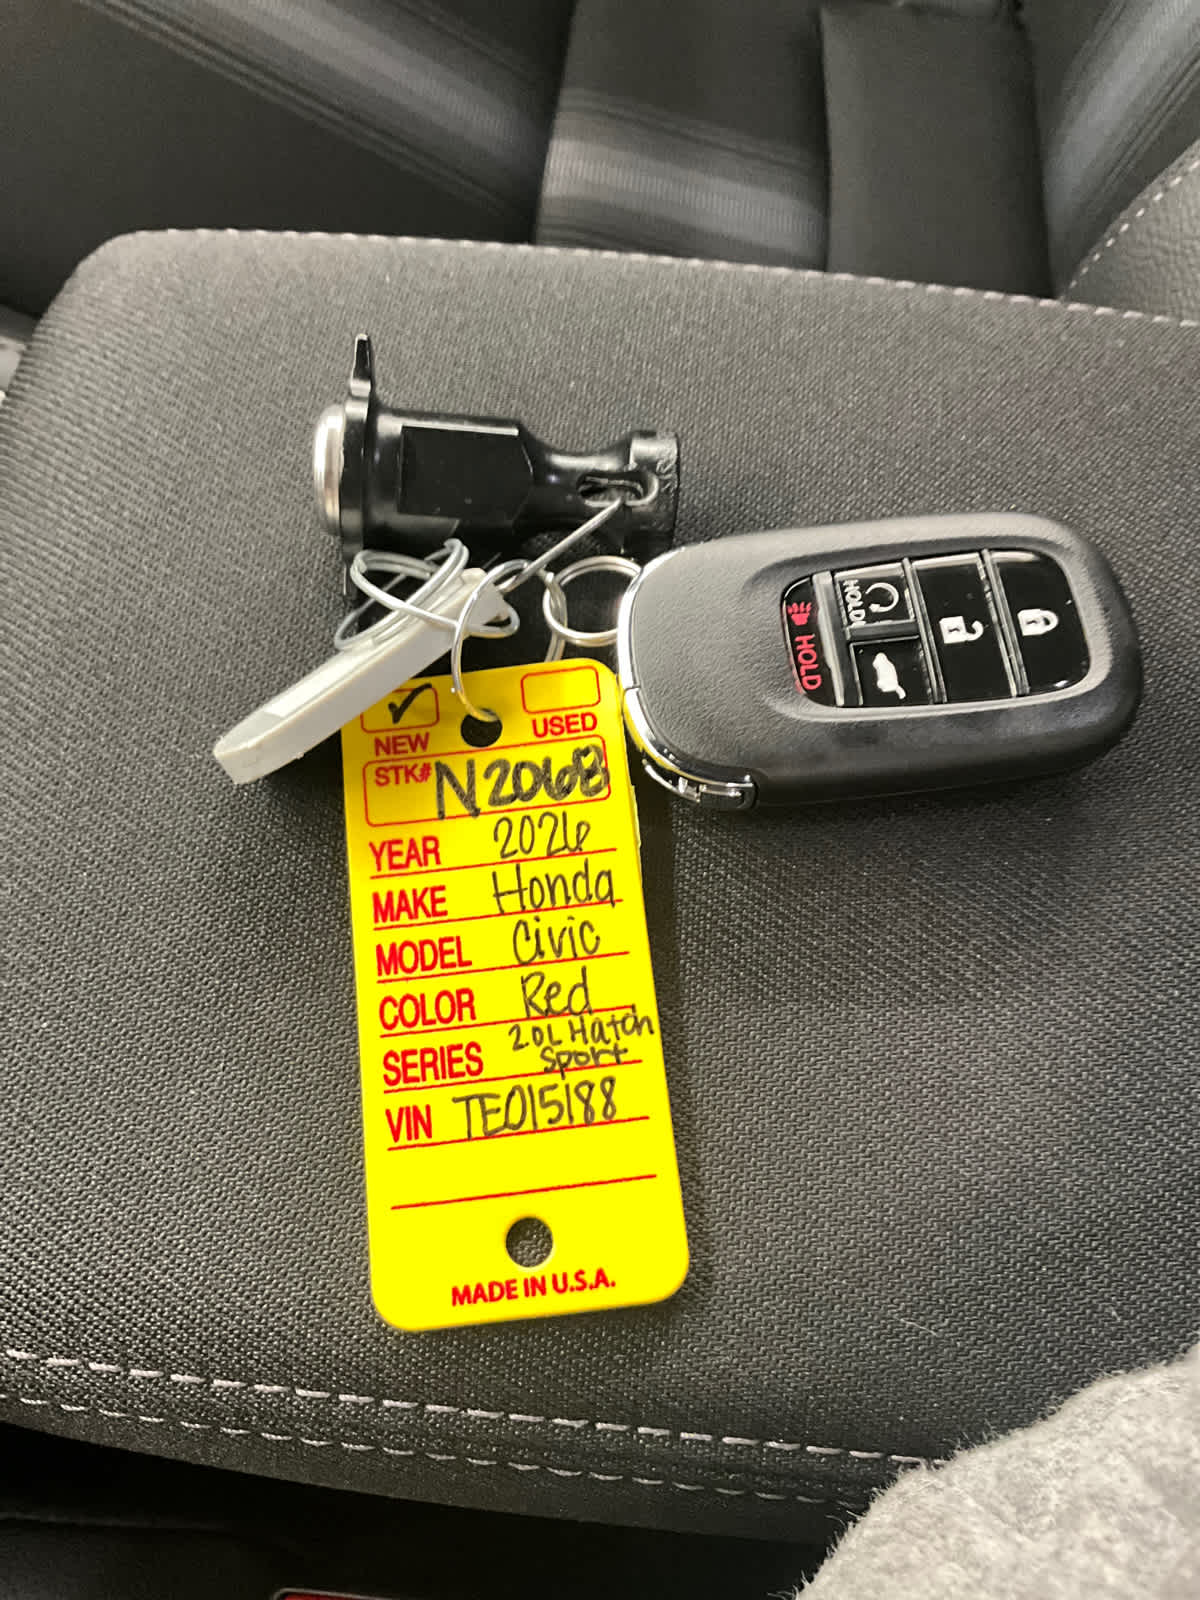 NEW USED
STK# N2068
YEAR 2026
MAKE Honda
MODEL Civic
COLOR Red
SERIES 2.0L Hatch
Sport
VIN TE015188
MADE IN U.S.A.
HOLD
HOLD